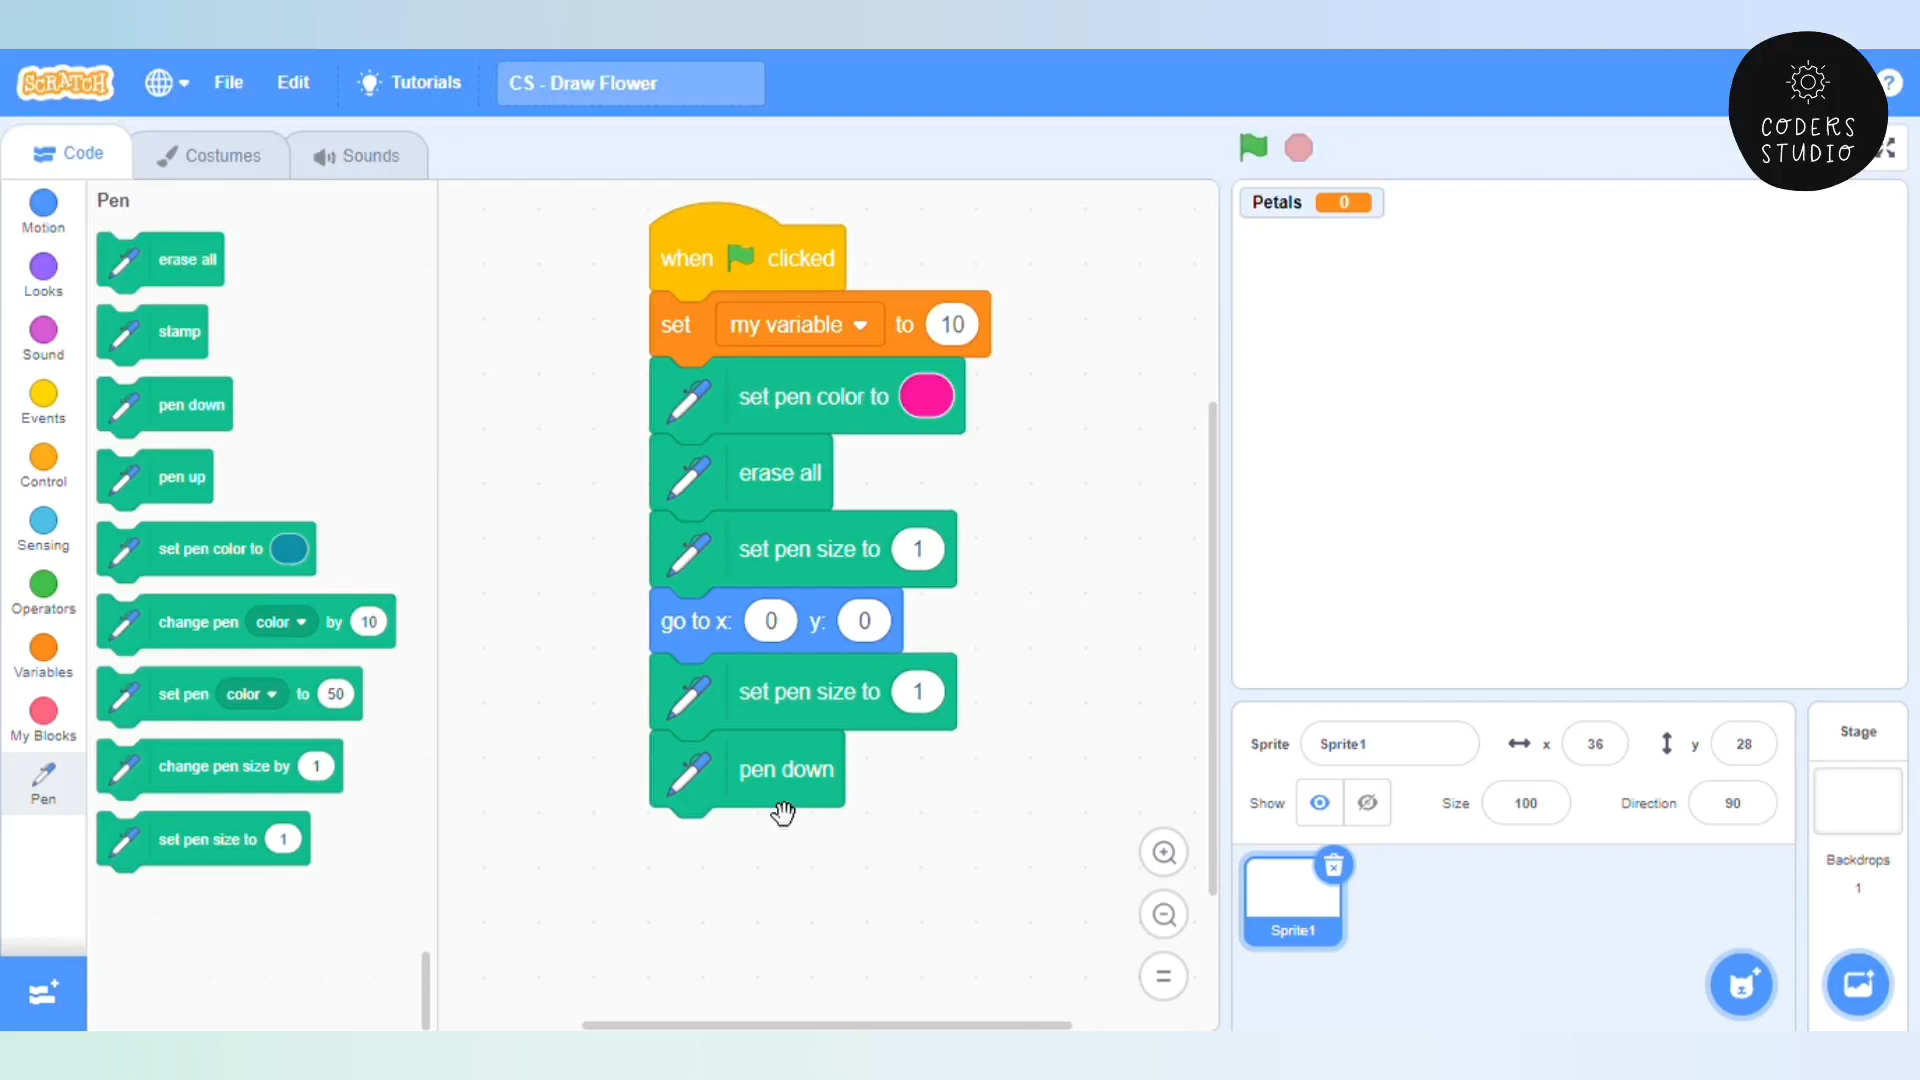 SCRATCH
File
Edit
Tutorials
CS - Draw Flower
?
CODERS
STUDIO
Code
Costumes
Sounds
Motion
Looks
Sound
Events
Control
Sensing
Operators
Variables
My Blocks
Pen
Pen
erase all
stamp
pen down
pen up
set pen color to
change pen color by 10
set pen color to 50
change pen size by 1
set pen size to 1
when clicked
set my variable to 10
set pen color to
erase all
set pen size to 1
go to x: 0 y: 0
set pen size to 1
pen down
Petals 0
Sprite Sprite1 x 36 y 28
Show Size 100 Direction 90
Sprite1
Stage
Backdrops
1